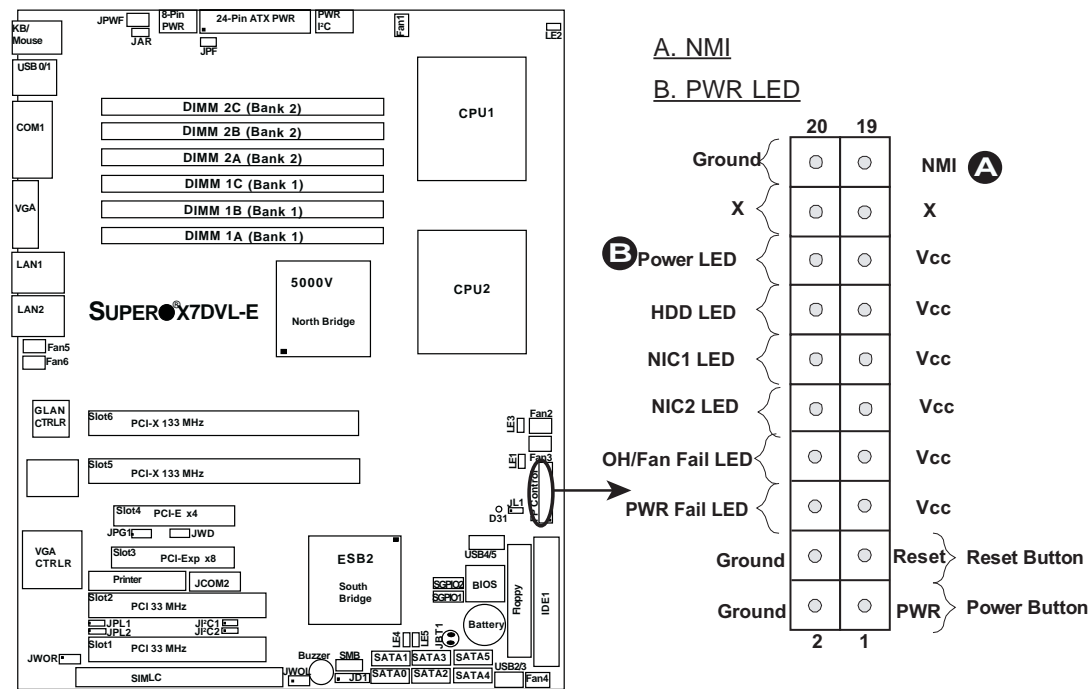 KB/
Mouse
JPWF
JAR
8-Pin
PWR
24-Pin ATX PWR
JPF
PWR
I²C
Fan1
LE2
USB 0/1
COM1
VGA
LAN1
LAN2
Fan5
Fan6
DIMM 2C (Bank 2)
DIMM 2B (Bank 2)
DIMM 2A (Bank 2)
DIMM 1C (Bank 1)
DIMM 1B (Bank 1)
DIMM 1A (Bank 1)
CPU1
CPU2
5000V
North Bridge
SUPER®X7DVL-E
GLAN
CTRLR
Slot6
PCI-X 133 MHz
Slot5
PCI-X 133 MHz
Slot4
PCI-E x4
JPG1
JWD
VGA
CTRLR
Slot3
PCI-Exp x8
Printer
JCOM2
Slot2
PCI 33 MHz
JPL1
JPL2
JI²C1
JI²C2
Slot1
PCI 33 MHz
JWOR
SIMLC
ESB2
South
Bridge
Fan2
LE3
Fan3
LE1
FP Control
JL1
D31
USB4/5
SGPIO2
SGPIO1
BIOS
Floppy
IDE1
Battery
LE4
LE5
JBT1
Buzzer
SMB
JWOL
JD1
SATA1
SATA3
SATA5
SATA0
SATA2
SATA4
USB2/3
Fan4
A. NMI
B. PWR LED
20
19
Ground
NMI
A
X
X
B
Power LED
Vcc
HDD LED
Vcc
NIC1 LED
Vcc
NIC2 LED
Vcc
OH/Fan Fail LED
Vcc
PWR Fail LED
Vcc
Ground
Reset
Reset Button
Ground
PWR
Power Button
2
1